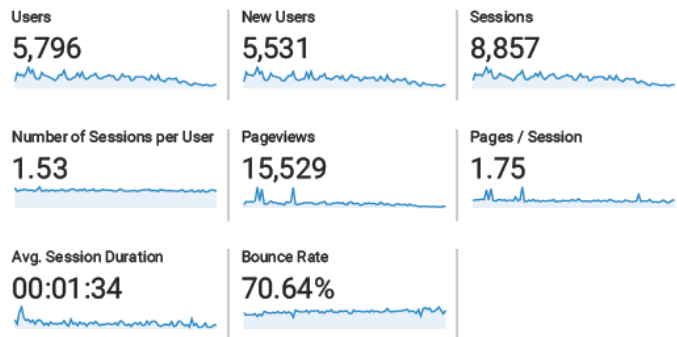 Users
5,796
New Users
5,531
Sessions
8,857
Number of Sessions per User
1.53
Pageviews
15,529
Pages / Session
1.75
Avg. Session Duration
00:01:34
Bounce Rate
70.64%